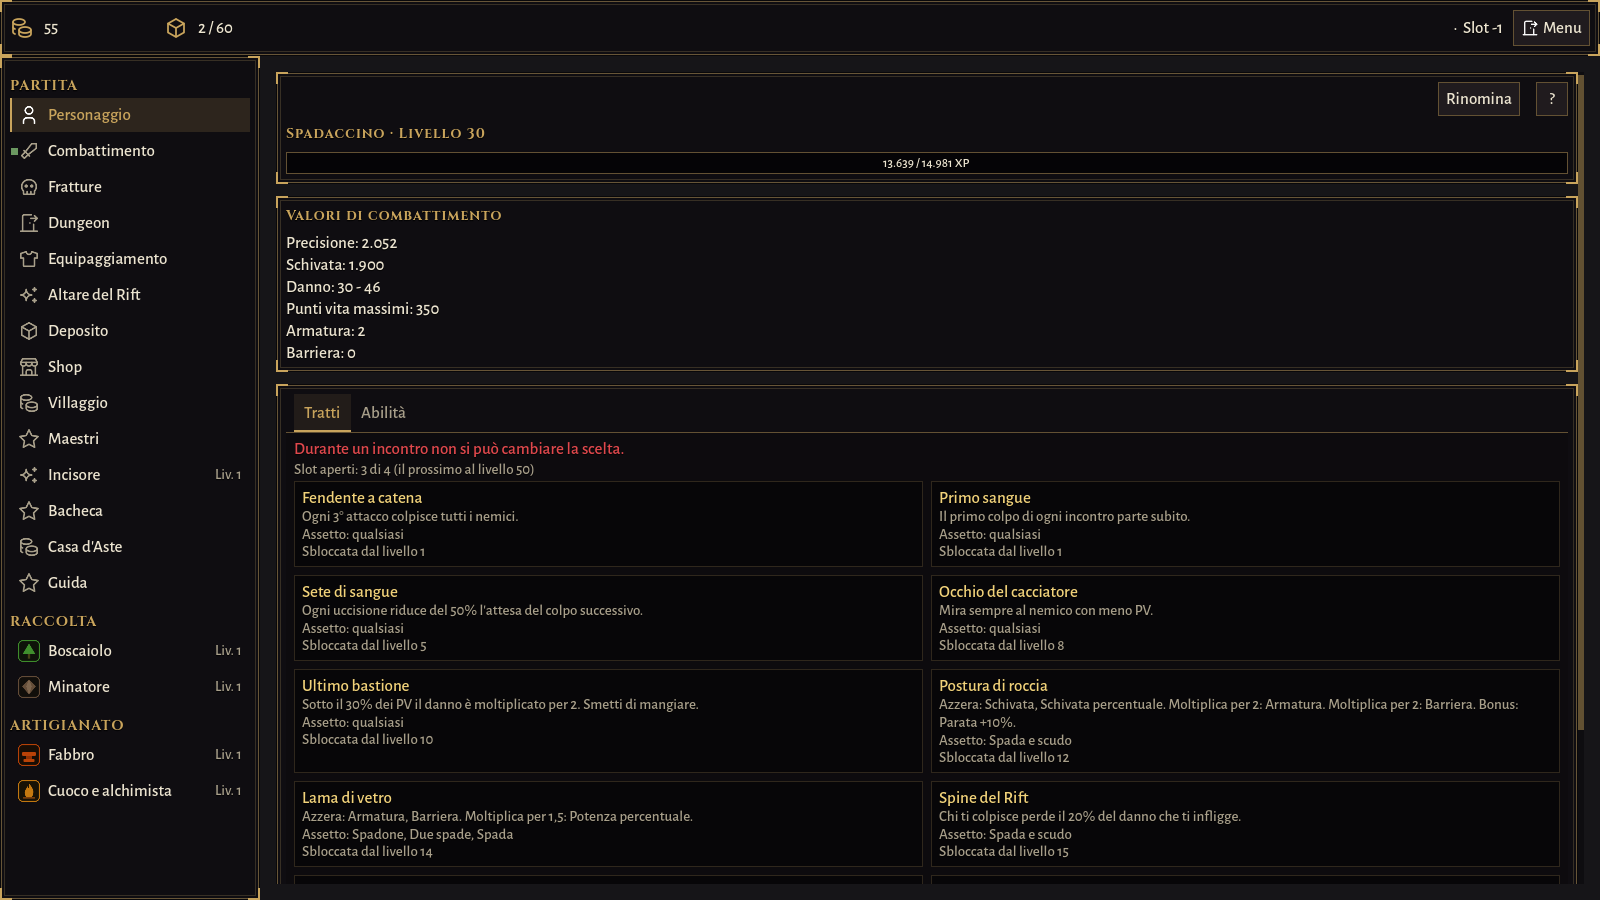 55
2 / 60
· Slot -1
Menu
PARTITA
Personaggio
Combattimento
Fratture
Dungeon
Equipaggiamento
Altare del Rift
Deposito
Shop
Villaggio
Maestri
Incisore Liv. 1
Bacheca
Casa d'Aste
Guida
RACCOLTA
Boscaiolo Liv. 1
Minatore Liv. 1
ARTIGIANATO
Fabbro Liv. 1
Cuoco e alchimista Liv. 1
Rinomina
?
SPADACCINO · LIVELLO 30
13.639 / 14.981 XP
VALORI DI COMBATTIMENTO
Precisione: 2.052
Schivata: 1.900
Danno: 30 - 46
Punti vita massimi: 350
Armatura: 2
Barriera: 0
Tratti
Abilità
Durante un incontro non si può cambiare la scelta.
Slot aperti: 3 di 4 (il prossimo al livello 50)
Fendente a catena
Ogni 3° attacco colpisce tutti i nemici.
Assetto: qualsiasi
Sbloccata dal livello 1
Primo sangue
Il primo colpo di ogni incontro parte subito.
Assetto: qualsiasi
Sbloccata dal livello 1
Sete di sangue
Ogni uccisione riduce del 50% l'attesa del colpo successivo.
Assetto: qualsiasi
Sbloccata dal livello 5
Occhio del cacciatore
Mira sempre al nemico con meno PV.
Assetto: qualsiasi
Sbloccata dal livello 8
Ultimo bastione
Sotto il 30% dei PV il danno è moltiplicato per 2. Smetti di mangiare.
Assetto: qualsiasi
Sbloccata dal livello 10
Postura di roccia
Azzera: Schivata, Schivata percentuale. Moltiplica per 2: Armatura. Moltiplica per 2: Barriera. Bonus:
Parata +10%.
Assetto: Spada e scudo
Sbloccata dal livello 12
Lama di vetro
Azzera: Armatura, Barriera. Moltiplica per 1,5: Potenza percentuale.
Assetto: Spadone, Due spade, Spada
Sbloccata dal livello 14
Spine del Rift
Chi ti colpisce perde il 20% del danno che ti infligge.
Assetto: Spada e scudo
Sbloccata dal livello 15